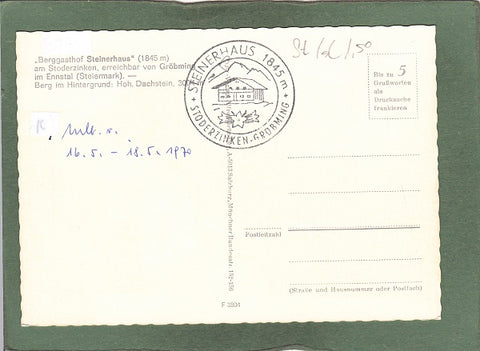 „Berggasthof Steinerhaus“ (1845 m)
am Stoderzinken, erreichbar von Gröbming
im Ennstal (Steiermark). —
Berg im Hintergrund: Hoh. Dachstein,
STEINERHAUS 1845 m
STODERZINKEN-GRÖBMING
Bis zu 5
Grußworten
als
Drucksache
frankieren
16.5. – 18.5. 1970
Postleitzahl
(Straße und Hausnummer oder Postfach)
F 3804